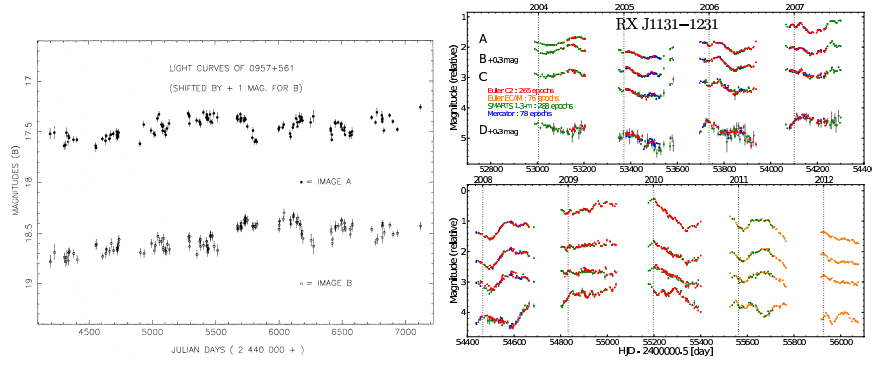 LIGHT CURVES OF 0957+561
(SHIFTED BY + 1 MAG. FOR B)
MAGNITUDES (B)
17
17.5
18
18.5
19
= IMAGE A
= IMAGE B
4500 5000 5500 6000 6500 7000
JULIAN DAYS ( 2 440 000 + )
2004 2005 2006 2007
RX J1131−1231
Magnitude (relative)
1
2
3
4
5
A
B +0.3mag
C
Euler C2 : 265 epochs
Euler ECAM : 76 epochs
SMARTS 1.3-m : 288 epochs
Mercator : 78 epochs
D +0.3mag
52800 53000 53200 53400 53600 53800 54000 54200 5440
2008 2009 2010 2011 2012
Magnitude (relative)
0
1
2
3
4
54400 54600 54800 55000 55200 55400 55600 55800 56000
HJD - 2400000.5 [day]